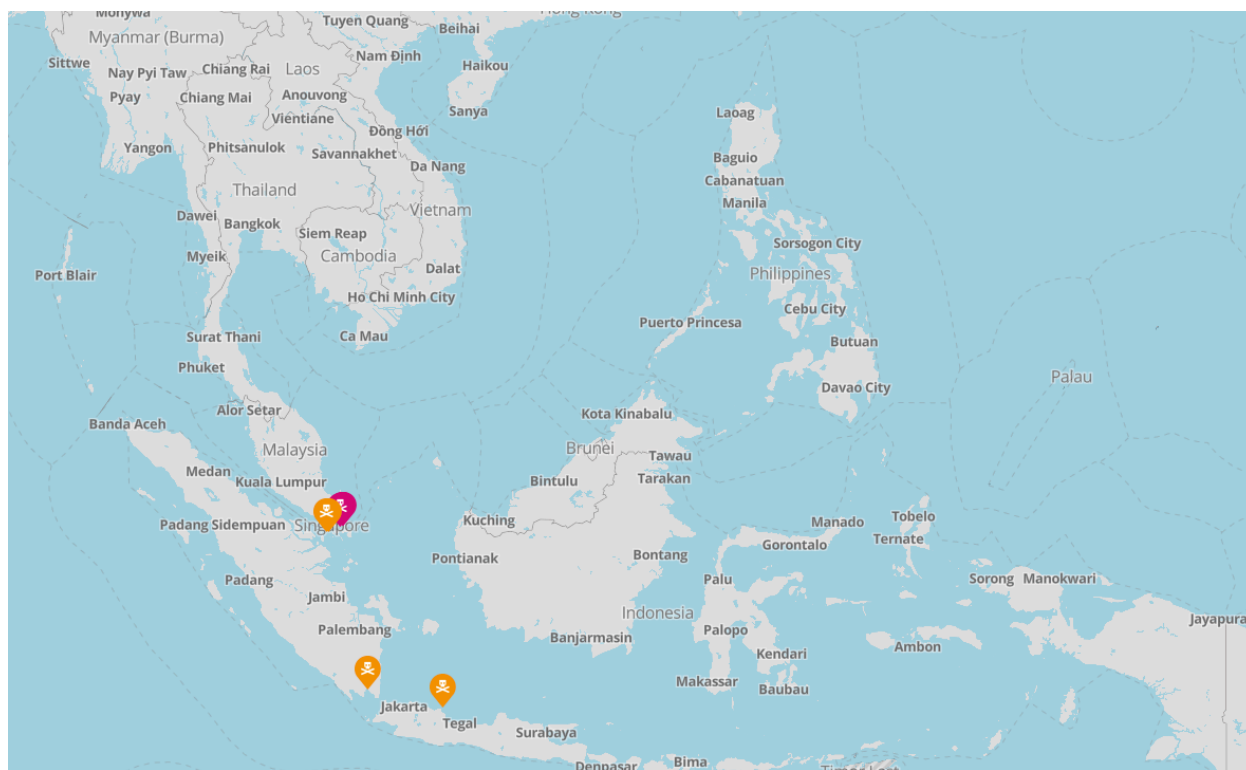 Hong Kong
Monywa
Tuyen Quang
Beihai
Myanmar (Burma)
Nam Định
Sittwe
Nay Pyi Taw
Chiang Rai
Laos
Haikou
Pyay
Chiang Mai
Anouvong
Sanya
Laoag
Vientiane
Đồng Hới
Yangon
Phitsanulok
Savannakhet
Da Nang
Baguio
Cabanatuan
Thailand
Manila
Dawei
Bangkok
Vietnam
Siem Reap
Sorsogon City
Myeik
Cambodia
Port Blair
Dalat
Philippines
Ho Chi Minh City
Cebu City
Surat Thani
Ca Mau
Puerto Princesa
Butuan
Phuket
Palau
Davao City
Alor Setar
Kota Kinabalu
Banda Aceh
Malaysia
Brunei
Tawau
Medan
Kuala Lumpur
Bintulu
Tarakan
Padang Sidempuan
Singapore
Kuching
Manado
Tobelo
Ternate
Pontianak
Bontang
Gorontalo
Padang
Palu
Sorong
Manokwari
Jambi
Indonesia
Jayapura
Palembang
Banjarmasin
Palopo
Ambon
Kendari
Makassar
Baubau
Jakarta
Tegal
Surabaya
Denpasar
Bima